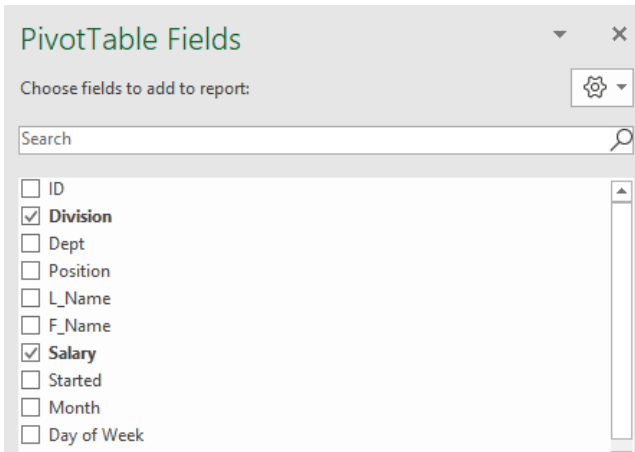 PivotTable Fields
Choose fields to add to report:
Search
ID
Division
Dept
Position
L_Name
F_Name
Salary
Started
Month
Day of Week